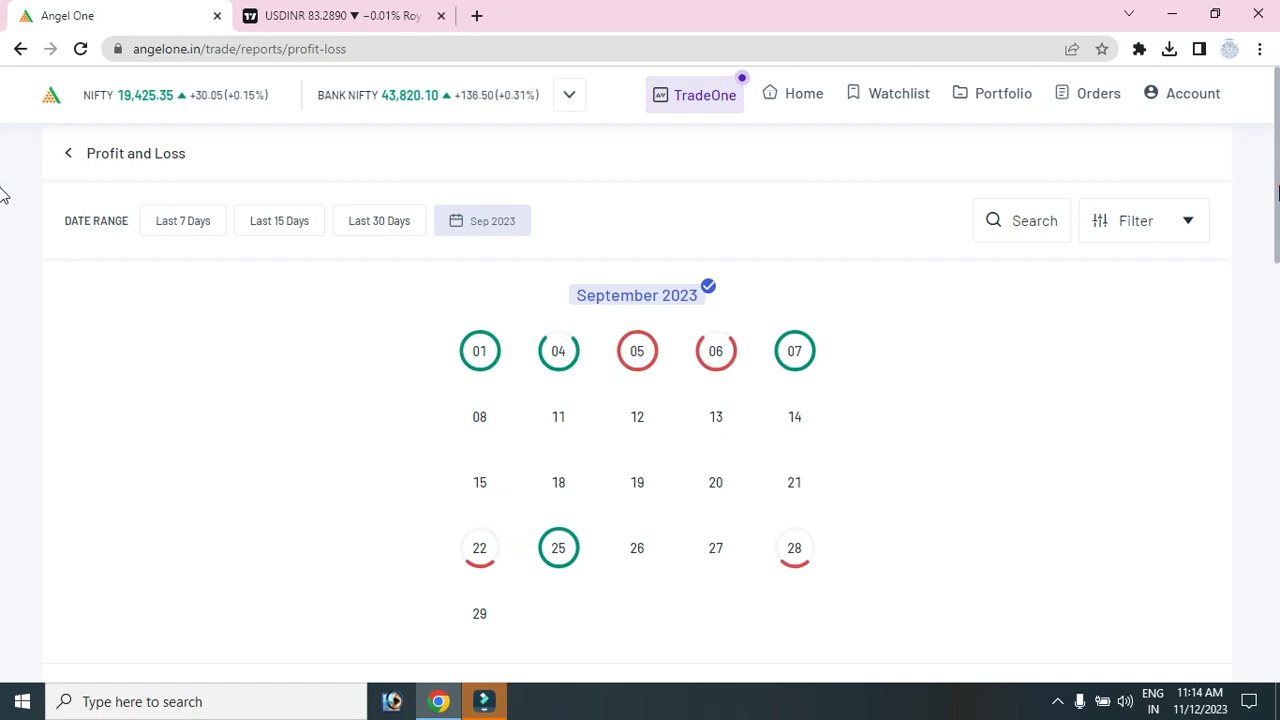 Angel One
USDINR 83.2890 ▼ −0.01% Roy
angelone.in/trade/reports/profit-loss
NIFTY 19,425.35 ▲ +30.05(+0.15%)
BANK NIFTY 43,820.10 ▲ +136.50(+0.31%)
TradeOne Home Watchlist Portfolio Orders Account
Profit and Loss
DATE RANGE Last 7 Days Last 15 Days Last 30 Days Sep 2023 Search Filter
September 2023
01 04 05 06 07
08 11 12 13 14
15 18 19 20 21
22 25 26 27 28
29
Type here to search
ENG 11:14 AM
IN 11/12/2023